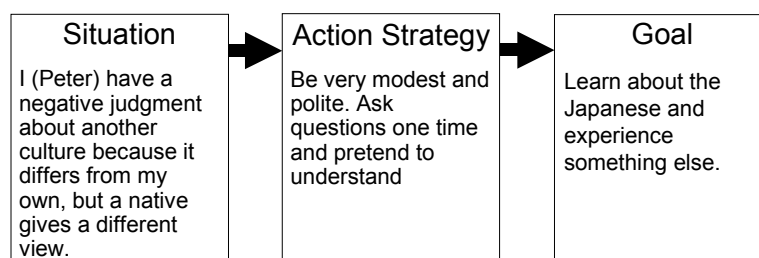 Situation
I (Peter) have a
negative judgment
about another
culture because it
differs from my
own, but a native
gives a different
view.
Action Strategy
Be very modest and
polite. Ask
questions one time
and pretend to
understand
Goal
Learn about the
Japanese and
experience
something else.